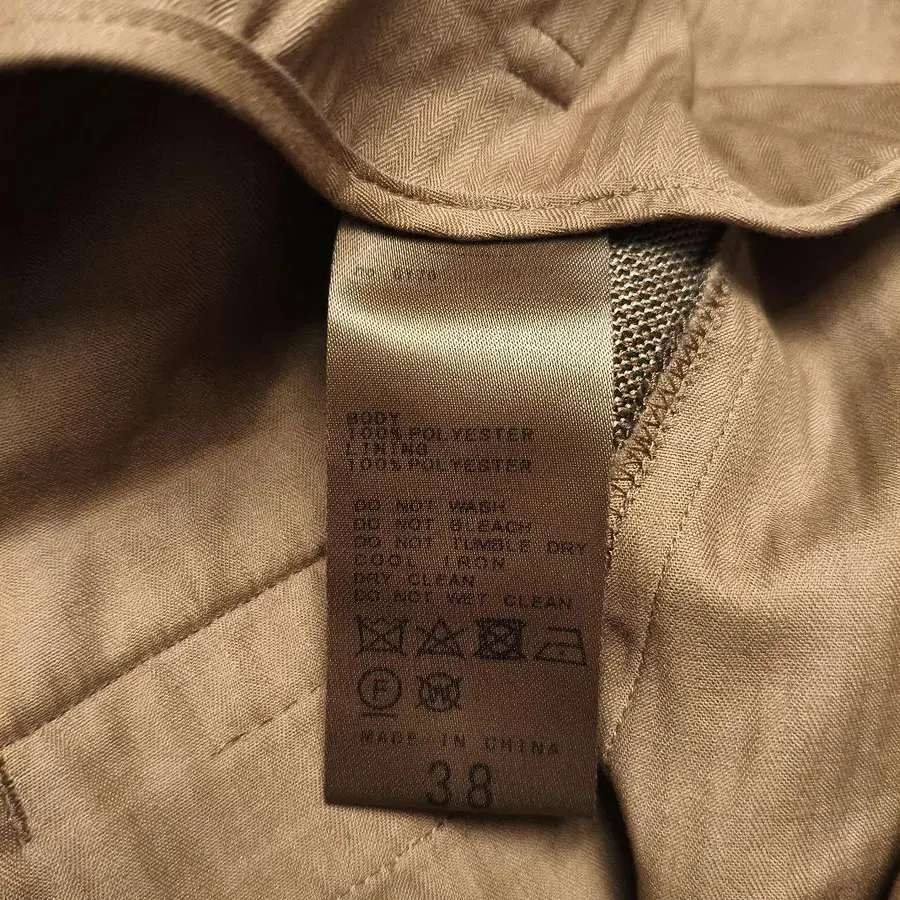 BODY
100% POLYESTER
LINING
100% POLYESTER
DO NOT WASH
DO NOT BLEACH
DO NOT TUMBLE DRY
COOL IRON
DRY CLEAN
DO NOT WET CLEAN
F W
MADE IN CHINA
38